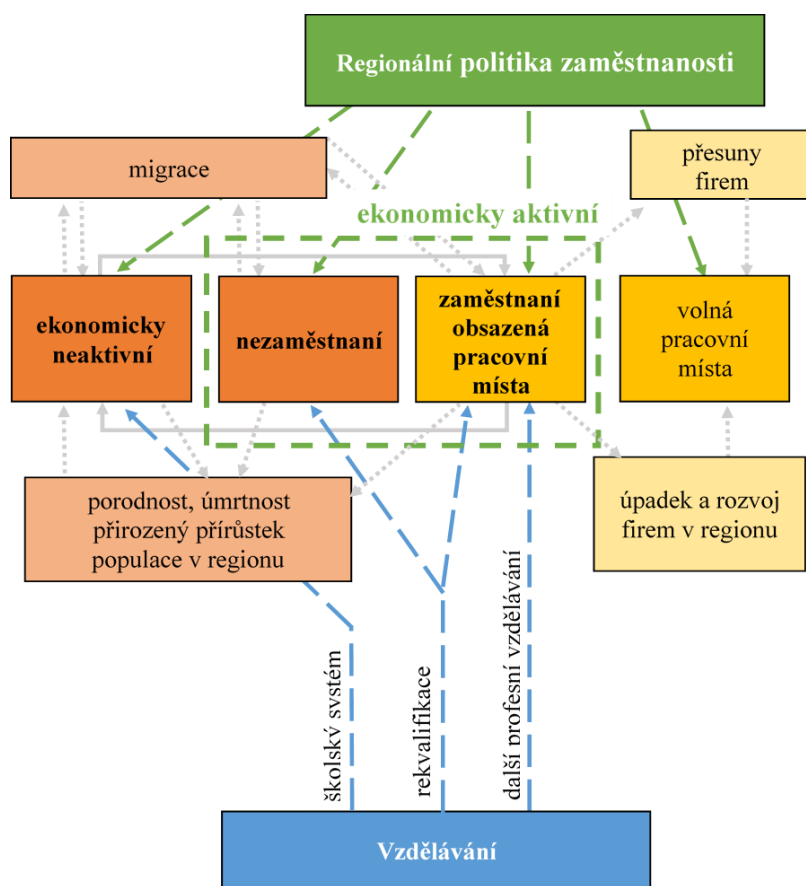 Regionální politika zaměstnanosti
migrace
přesuny
firem
ekonomicky aktivní
ekonomicky
neaktivní
nezaměstnaní
zaměstnaní
obsazená
pracovní
místa
volná
pracovní
místa
porodnost, úmrtnost
přirozený přírůstek
populace v regionu
úpadek a rozvoj
firem v regionu
školský systém
rekvalifikace
další profesní vzdělávání
Vzdělávání